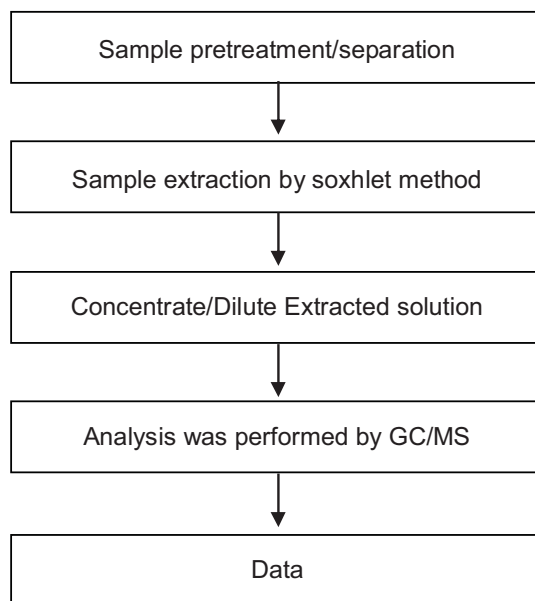 Sample pretreatment/separation
Sample extraction by soxhlet method
Concentrate/Dilute Extracted solution
Analysis was performed by GC/MS
Data